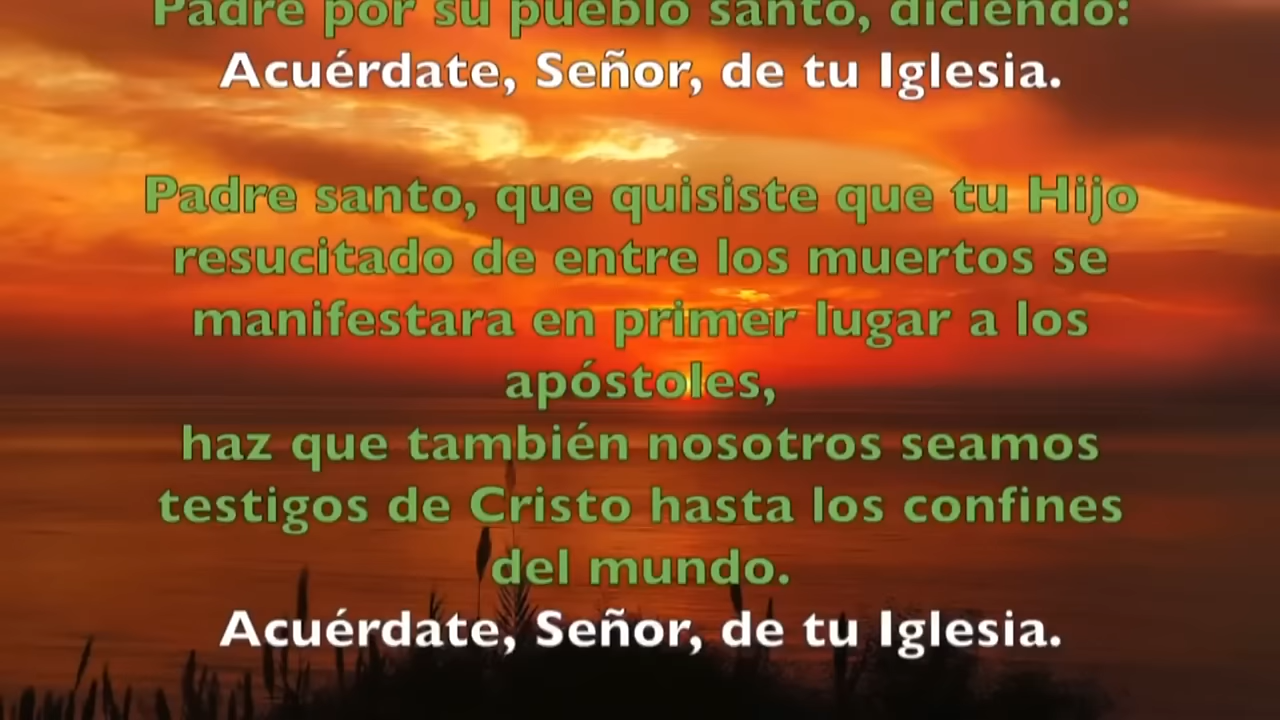 Padre por su pueblo santo, diciendo:
Acuérdate, Señor, de tu Iglesia.
Padre santo, que quisiste que tu Hijo
resucitado de entre los muertos se
manifestara en primer lugar a los
apóstoles,
haz que también nosotros seamos
testigos de Cristo hasta los confines
del mundo.
Acuérdate, Señor, de tu Iglesia.